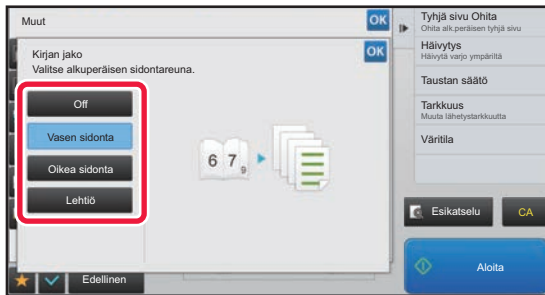 Muut
OK
Kirjan jako
Valitse alkuperäisen sidontareuna.
OK
Off
Vasen sidonta
Oikea sidonta
Lehtiö
6 7
9
Edellinen
Tyhjä sivu Ohita
Ohita alk.peräisen tyhjä sivu
Häivytys
Häivytä varjo ympäriltä
Taustan säätö
Tarkkuus
Muuta lähetystarkkuutta
Väritila
Esikatselu
CA
Aloita